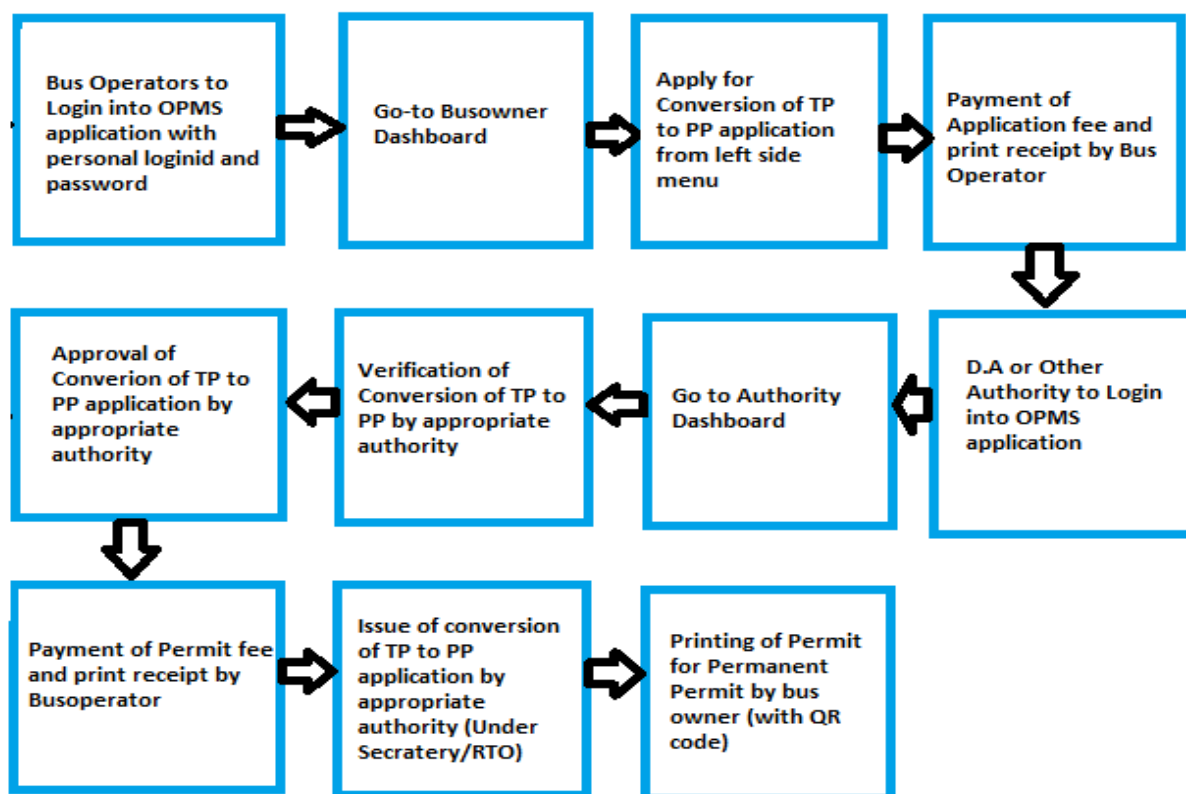 Bus Operators to
Login into OPMS
application with
personal loginid and
password
Go-to Busowner
Dashboard
Apply for
Conversion of TP
to PP application
from left side
menu
Payment of
Application fee and
print receipt by Bus
Operator
D.A or Other
Authority to Login
into OPMS
application
Go to Authority
Dashboard
Verification of
Conversion of TP to
PP by appropriate
authority
Approval of
Converion of TP to
PP application by
appropriate
authority
Payment of Permit fee
and print receipt by
Busoperator
Issue of conversion
of TP to PP
application by
appropriate
authority (Under
Secratery/RTO)
Printing of Permit
for Permanent
Permit by bus
owner (with QR
code)